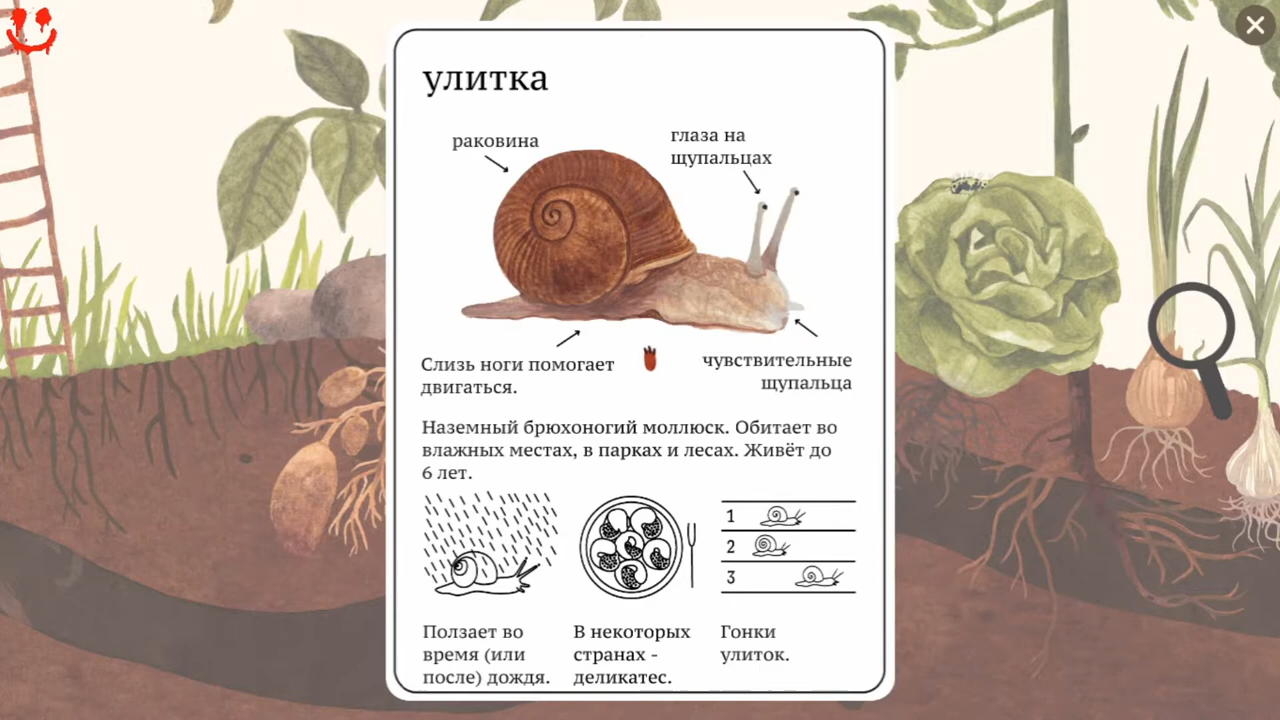 улитка
раковина
глаза на
щупальцах
Слизь ноги помогает
двигаться.
чувствительные
щупальца
Наземный брюхоногий моллюск. Обитает во
влажных местах, в парках и лесах. Живёт до
6 лет.
1
2
3
Ползает во
время (или
после) дождя.
В некоторых
странах -
деликатес.
Гонки
улиток.